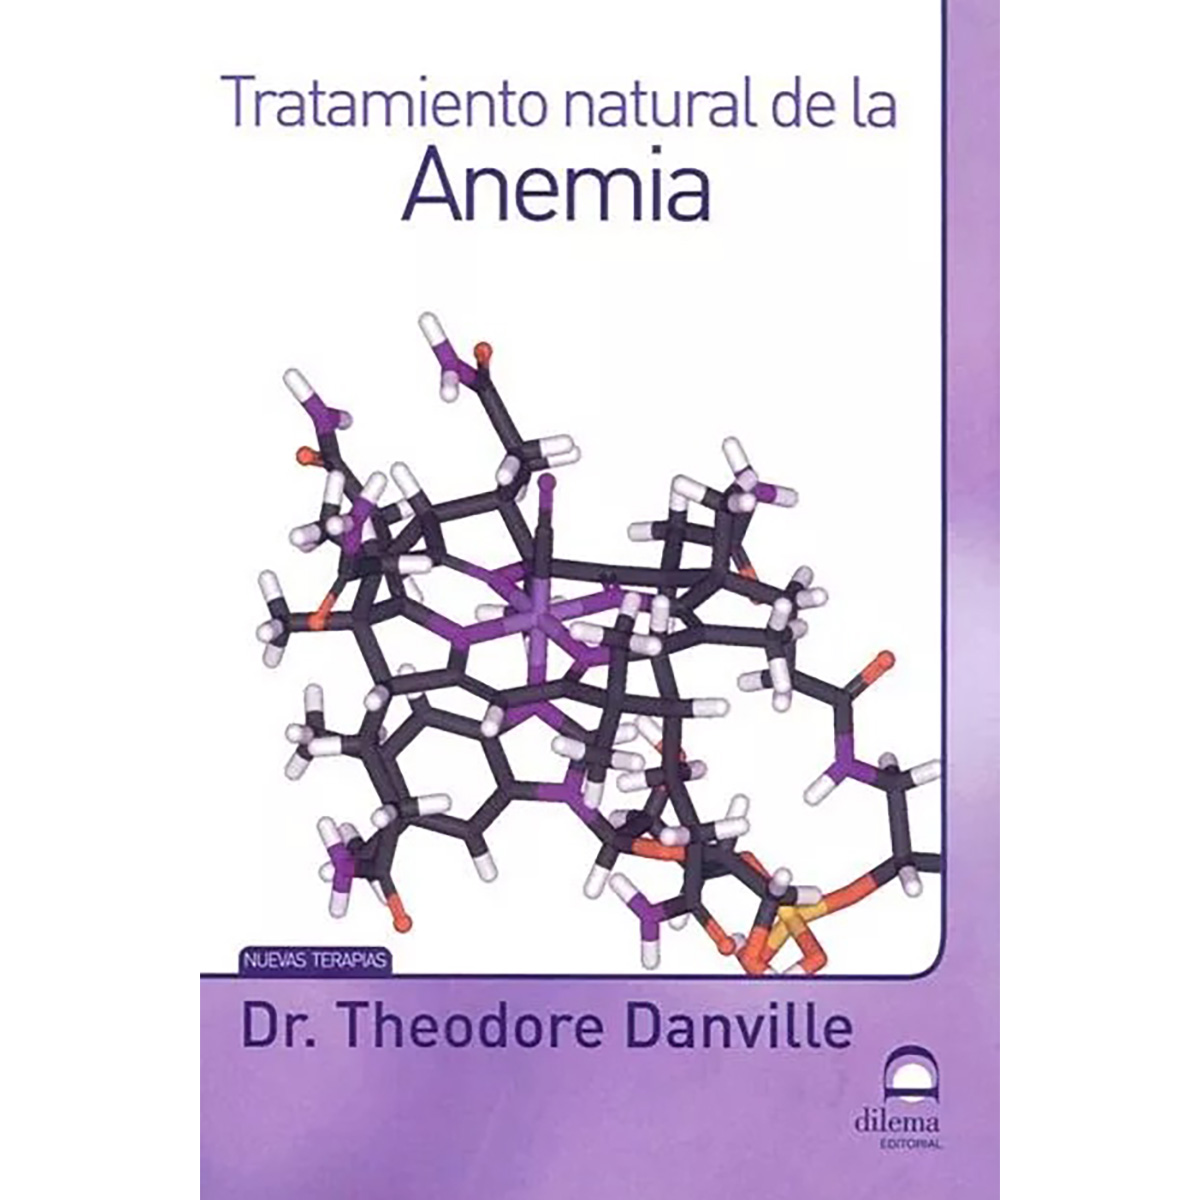 Tratamiento natural de la
Anemia
NUEVAS TERAPIAS
Dr. Theodore Danville
dilema
EDITORIAL